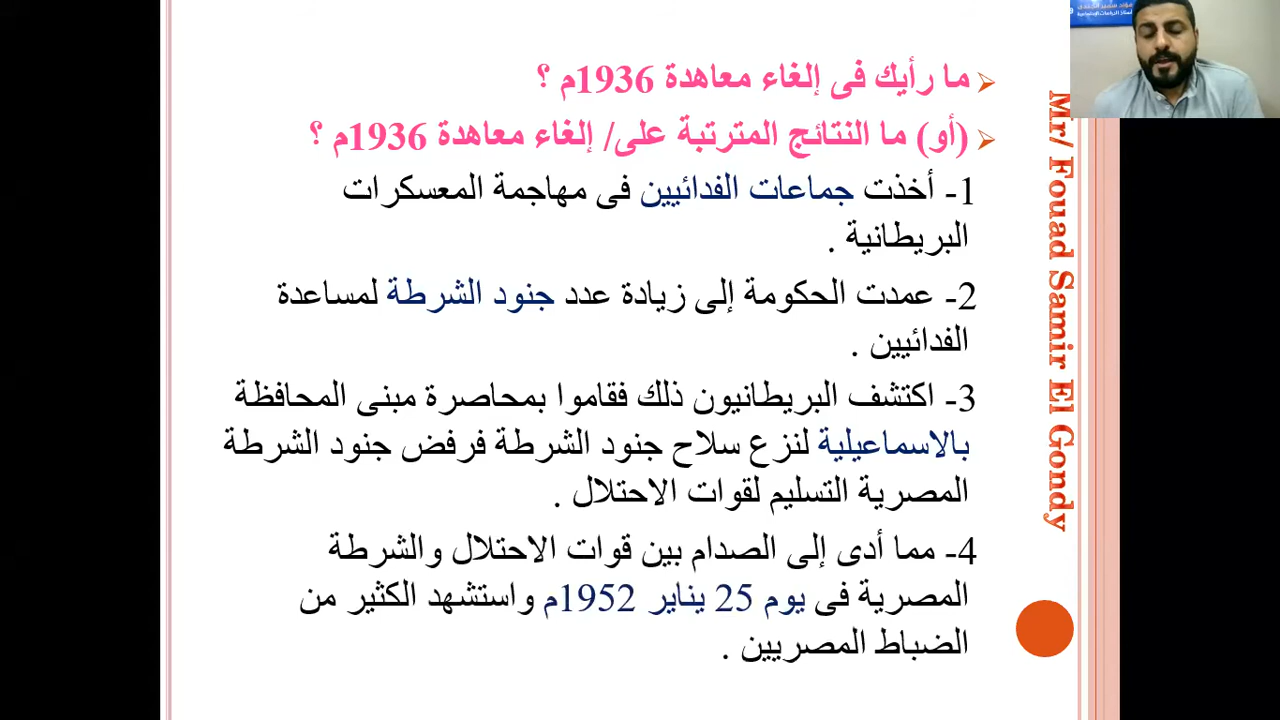 ما رأيك فى إلغاء معاهدة 1936م ؟
(أو) ما النتائج المترتبة على/ إلغاء معاهدة 1936م ؟
1- أخذت جماعات الفدائيين فى مهاجمة المعسكرات
البريطانية .
2- عمدت الحكومة إلى زيادة عدد جنود الشرطة لمساعدة
الفدائيين .
3- اكتشف البريطانيون ذلك فقاموا بمحاصرة مبنى المحافظة
بالاسماعيلية لنزع سلاح جنود الشرطة فرفض جنود الشرطة
المصرية التسليم لقوات الاحتلال .
4- مما أدى إلى الصدام بين قوات الاحتلال والشرطة
المصرية فى يوم 25 يناير 1952م واستشهد الكثير من
الضباط المصريين .
Mr/ Fouad Samir El Gondy